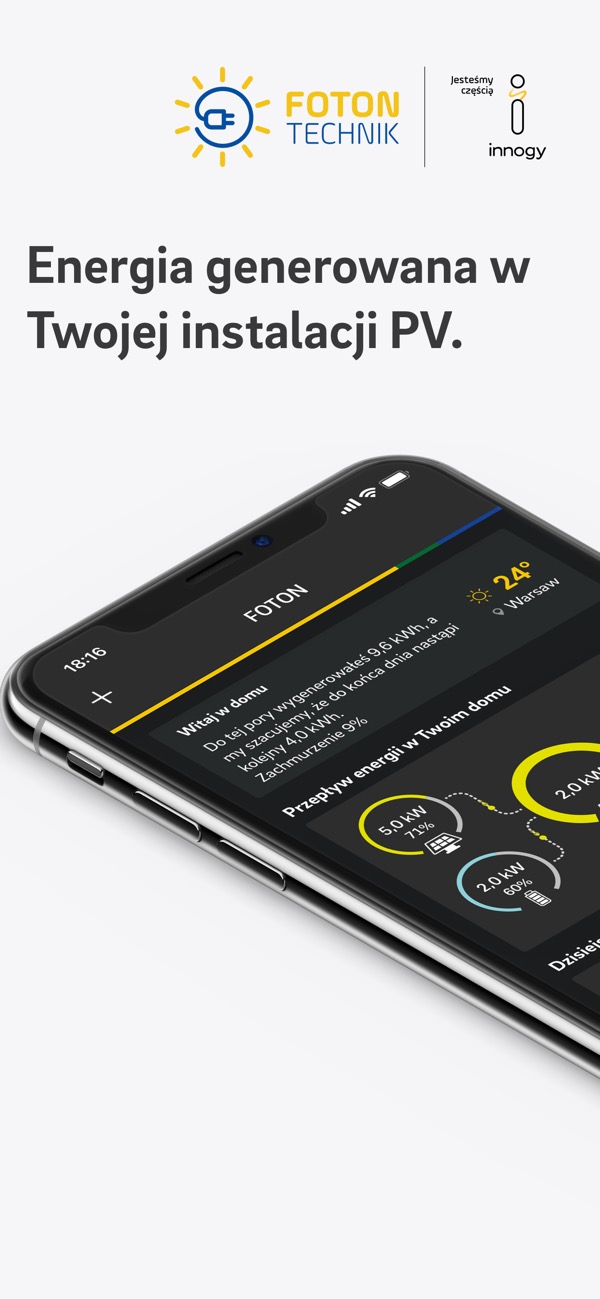 FOTON
TECHNIK
Jesteśmy
częścią
innogy
Energia generowana w
Twojej instalacji PV.
18:16
FOTON
24°
Warsaw
Witaj w domu
Do tej pory wygenerowałeś 9,6 kWh, a
my szacujemy, że do końca dnia nastąpi
kolejny 4,0 kWh.
Zachmurzenie 9%
Przepływ energii w Twoim domu
5,0 kW
71%
2,0 kW
2,0 kW
60%